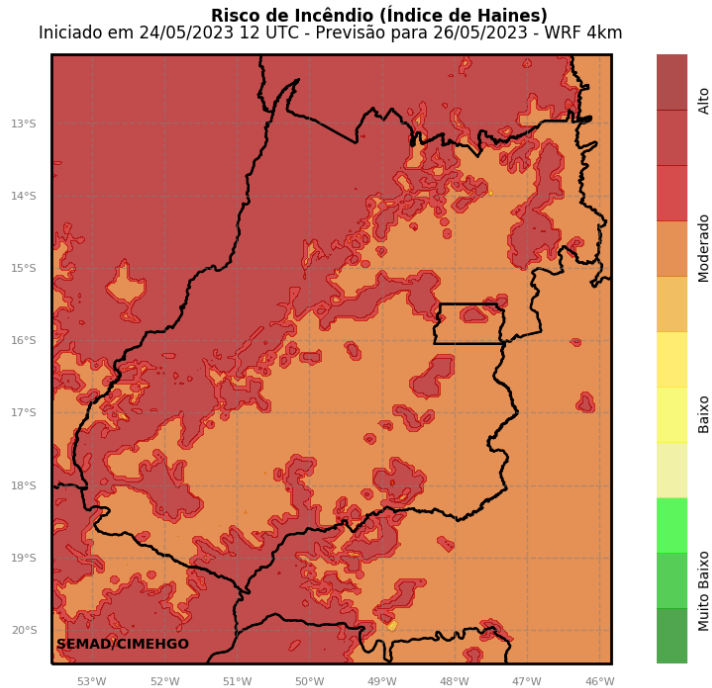 Risco de Incêndio (Índice de Haines)
Iniciado em 24/05/2023 12 UTC - Previsão para 26/05/2023 - WRF 4km
13°S
14°S
15°S
16°S
17°S
18°S
19°S
20°S
53°W
52°W
51°W
50°W
49°W
48°W
47°W
46°W
SEMAD/CIMEHGO
Alto
Moderado
Baixo
Muito Baixo